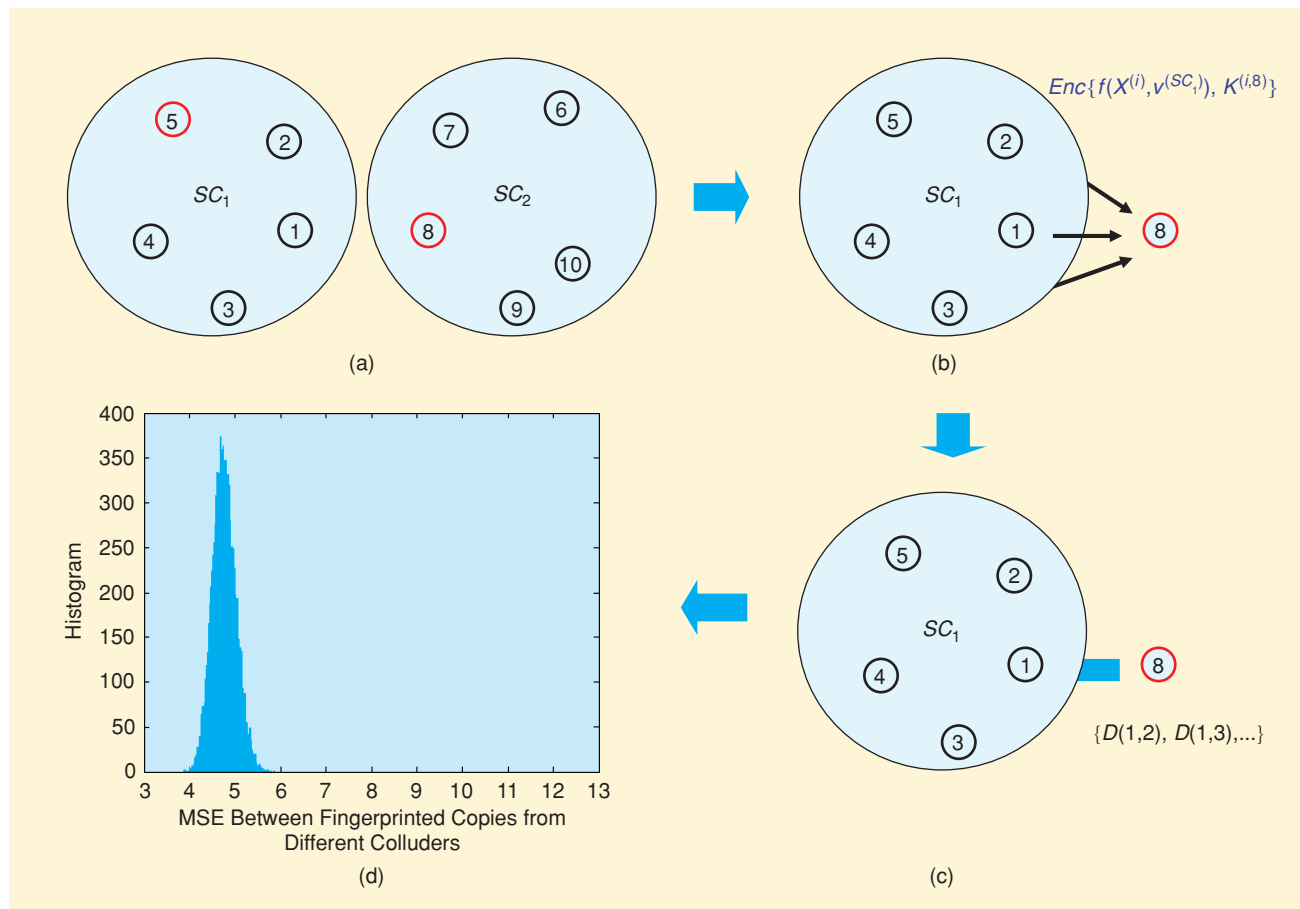 5
2
SC₁
4
1
3
7
6
SC₂
8
10
9
(a)
Enc{f(X⁽ⁱ⁾,v^(SC₁)), K^(i,8)}
5
2
SC₁
4
1
3
8
(b)
400
350
300
250
200
150
100
50
0
Histogram
3 4 5 6 7 8 9 10 11 12 13
MSE Between Fingerprinted Copies from
Different Colluders
(d)
5
2
SC₁
4
1
3
8
{D(1,2), D(1,3),...}
(c)